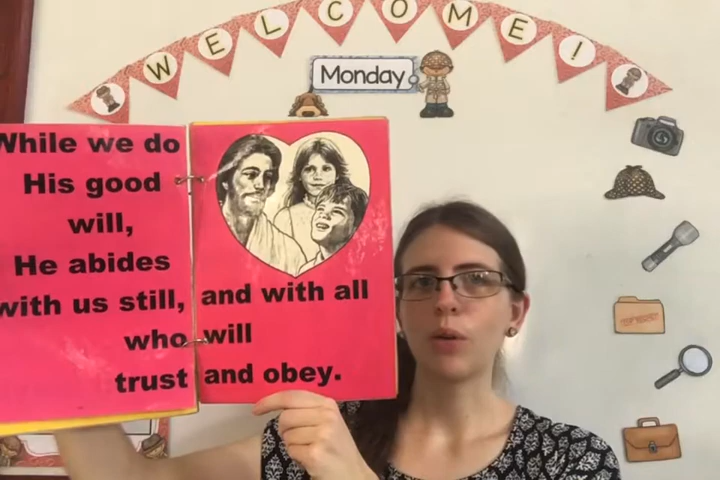 WELCOME!
Monday
While we do
His good
will,
He abides
with us still,
who
trust
and with all
will
and obey.